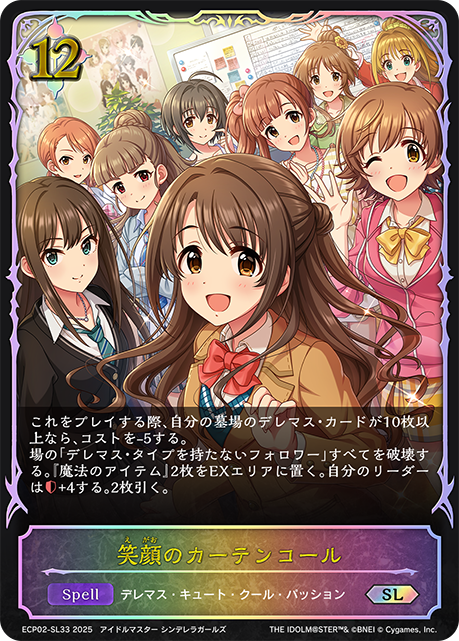 12
これをプレイする際、自分の墓場のデレマス・カードが10枚以
上なら、コストを-5する。
場の「デレマス・タイプを持たないフォロワー」すべてを破壊す
る。『魔法のアイテム』2枚をEXエリアに置く。自分のリーダー
は+4する。2枚引く。
えがお
笑顔のカーテンコール
Spell デレマス・キュート・クール・パッション SL
ECP02-SL33 2025 アイドルマスター シンデレラガールズ THE IDOLM@STER™& ©BNEI © Cygames, Inc.